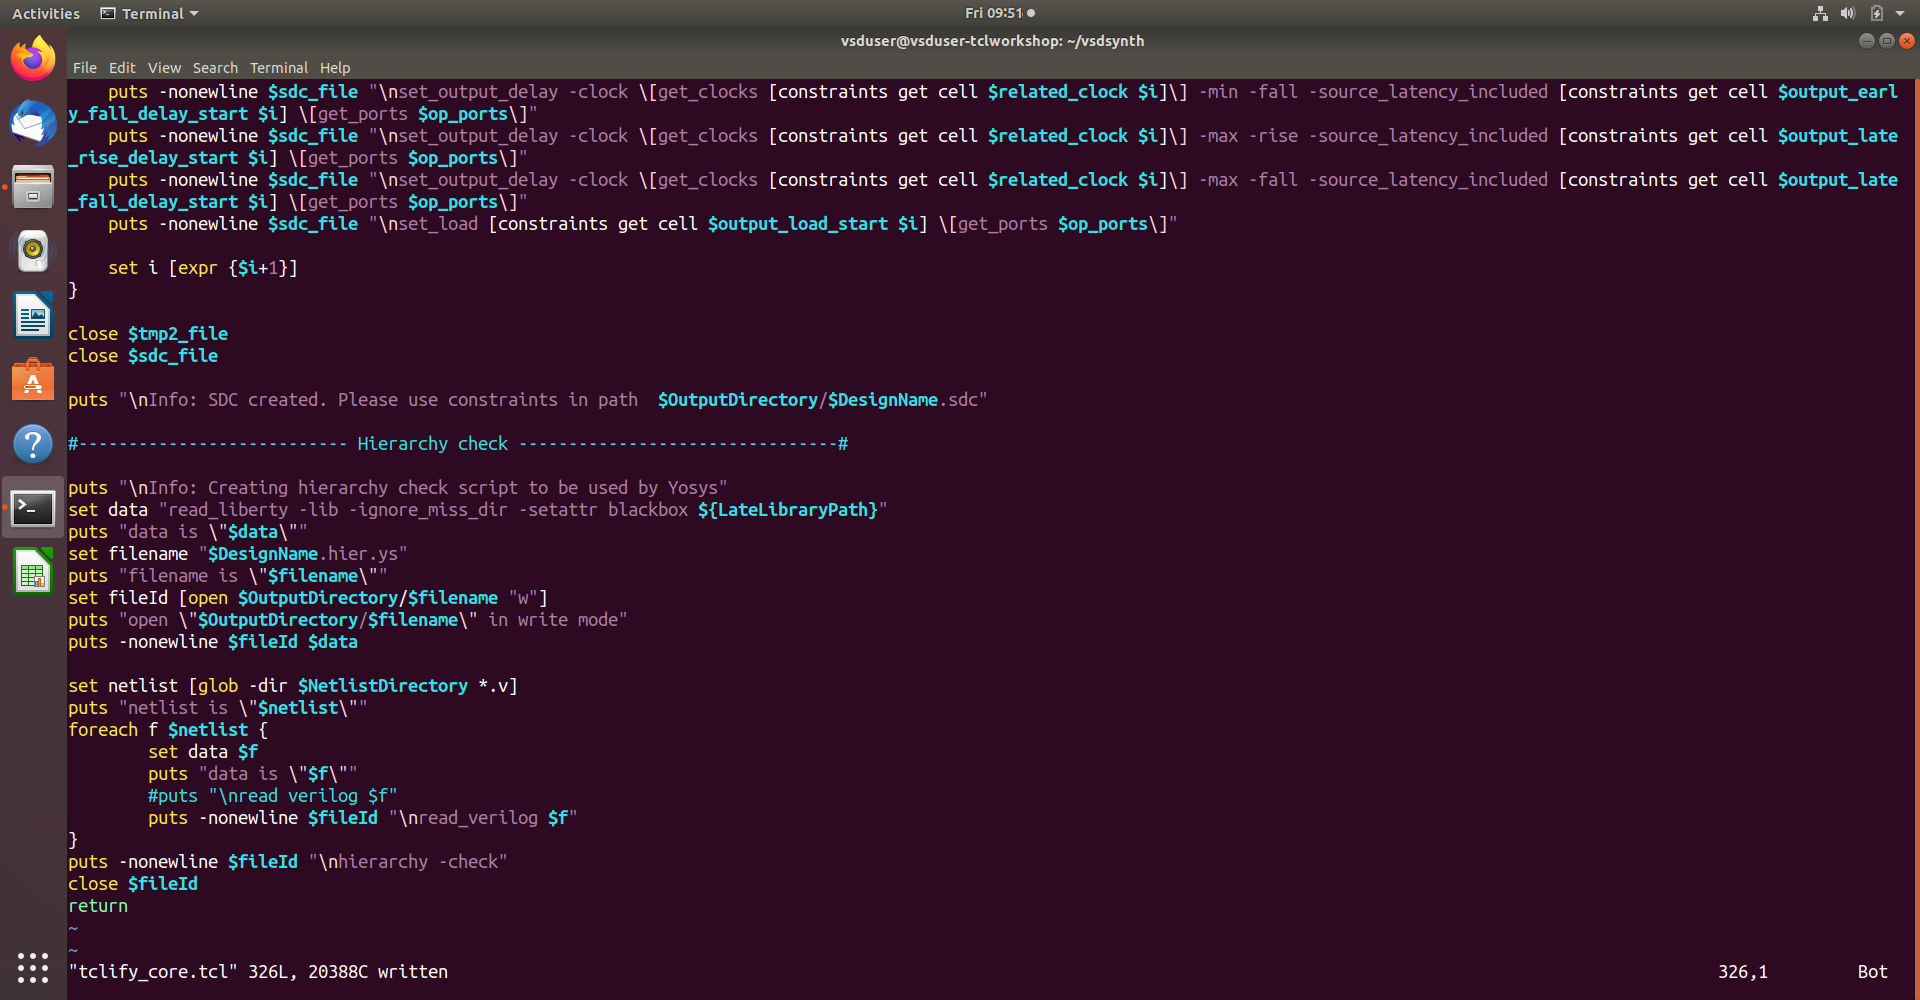 Activities Terminal Fri 09:51
vsduser@vsduser-tclworkshop: ~/vsdsynth
File Edit View Search Terminal Help
    puts -nonewline $sdc_file "\nset_output_delay -clock \[get_clocks [constraints get cell $related_clock $i]\] -min -fall -source_latency_included [constraints get cell $output_earl
y_fall_delay_start $i] \[get_ports $op_ports\]"
    puts -nonewline $sdc_file "\nset_output_delay -clock \[get_clocks [constraints get cell $related_clock $i]\] -max -rise -source_latency_included [constraints get cell $output_late
_rise_delay_start $i] \[get_ports $op_ports\]"
    puts -nonewline $sdc_file "\nset_output_delay -clock \[get_clocks [constraints get cell $related_clock $i]\] -max -fall -source_latency_included [constraints get cell $output_late
_fall_delay_start $i] \[get_ports $op_ports\]"
    puts -nonewline $sdc_file "\nset_load [constraints get cell $output_load_start $i] \[get_ports $op_ports\]"
    set i [expr {$i+1}]
}
close $tmp2_file
close $sdc_file
puts "\nInfo: SDC created. Please use constraints in path  $OutputDirectory/$DesignName.sdc"
#--------------------------- Hierarchy check --------------------------------#
puts "\nInfo: Creating hierarchy check script to be used by Yosys"
set data "read_liberty -lib -ignore_miss_dir -setattr blackbox ${LateLibraryPath}"
puts "data is \"$data\""
set filename "$DesignName.hier.ys"
puts "filename is \"$filename\""
set fileId [open $OutputDirectory/$filename "w"]
puts "open \"$OutputDirectory/$filename\" in write mode"
puts -nonewline $fileId $data
set netlist [glob -dir $NetlistDirectory *.v]
puts "netlist is \"$netlist\""
foreach f $netlist {
        set data $f
        puts "data is \"$f\""
        #puts "\nread verilog $f"
        puts -nonewline $fileId "\nread_verilog $f"
}
puts -nonewline $fileId "\nhierarchy -check"
close $fileId
return
~
~
"tclify_core.tcl" 326L, 20388C written 326,1 Bot